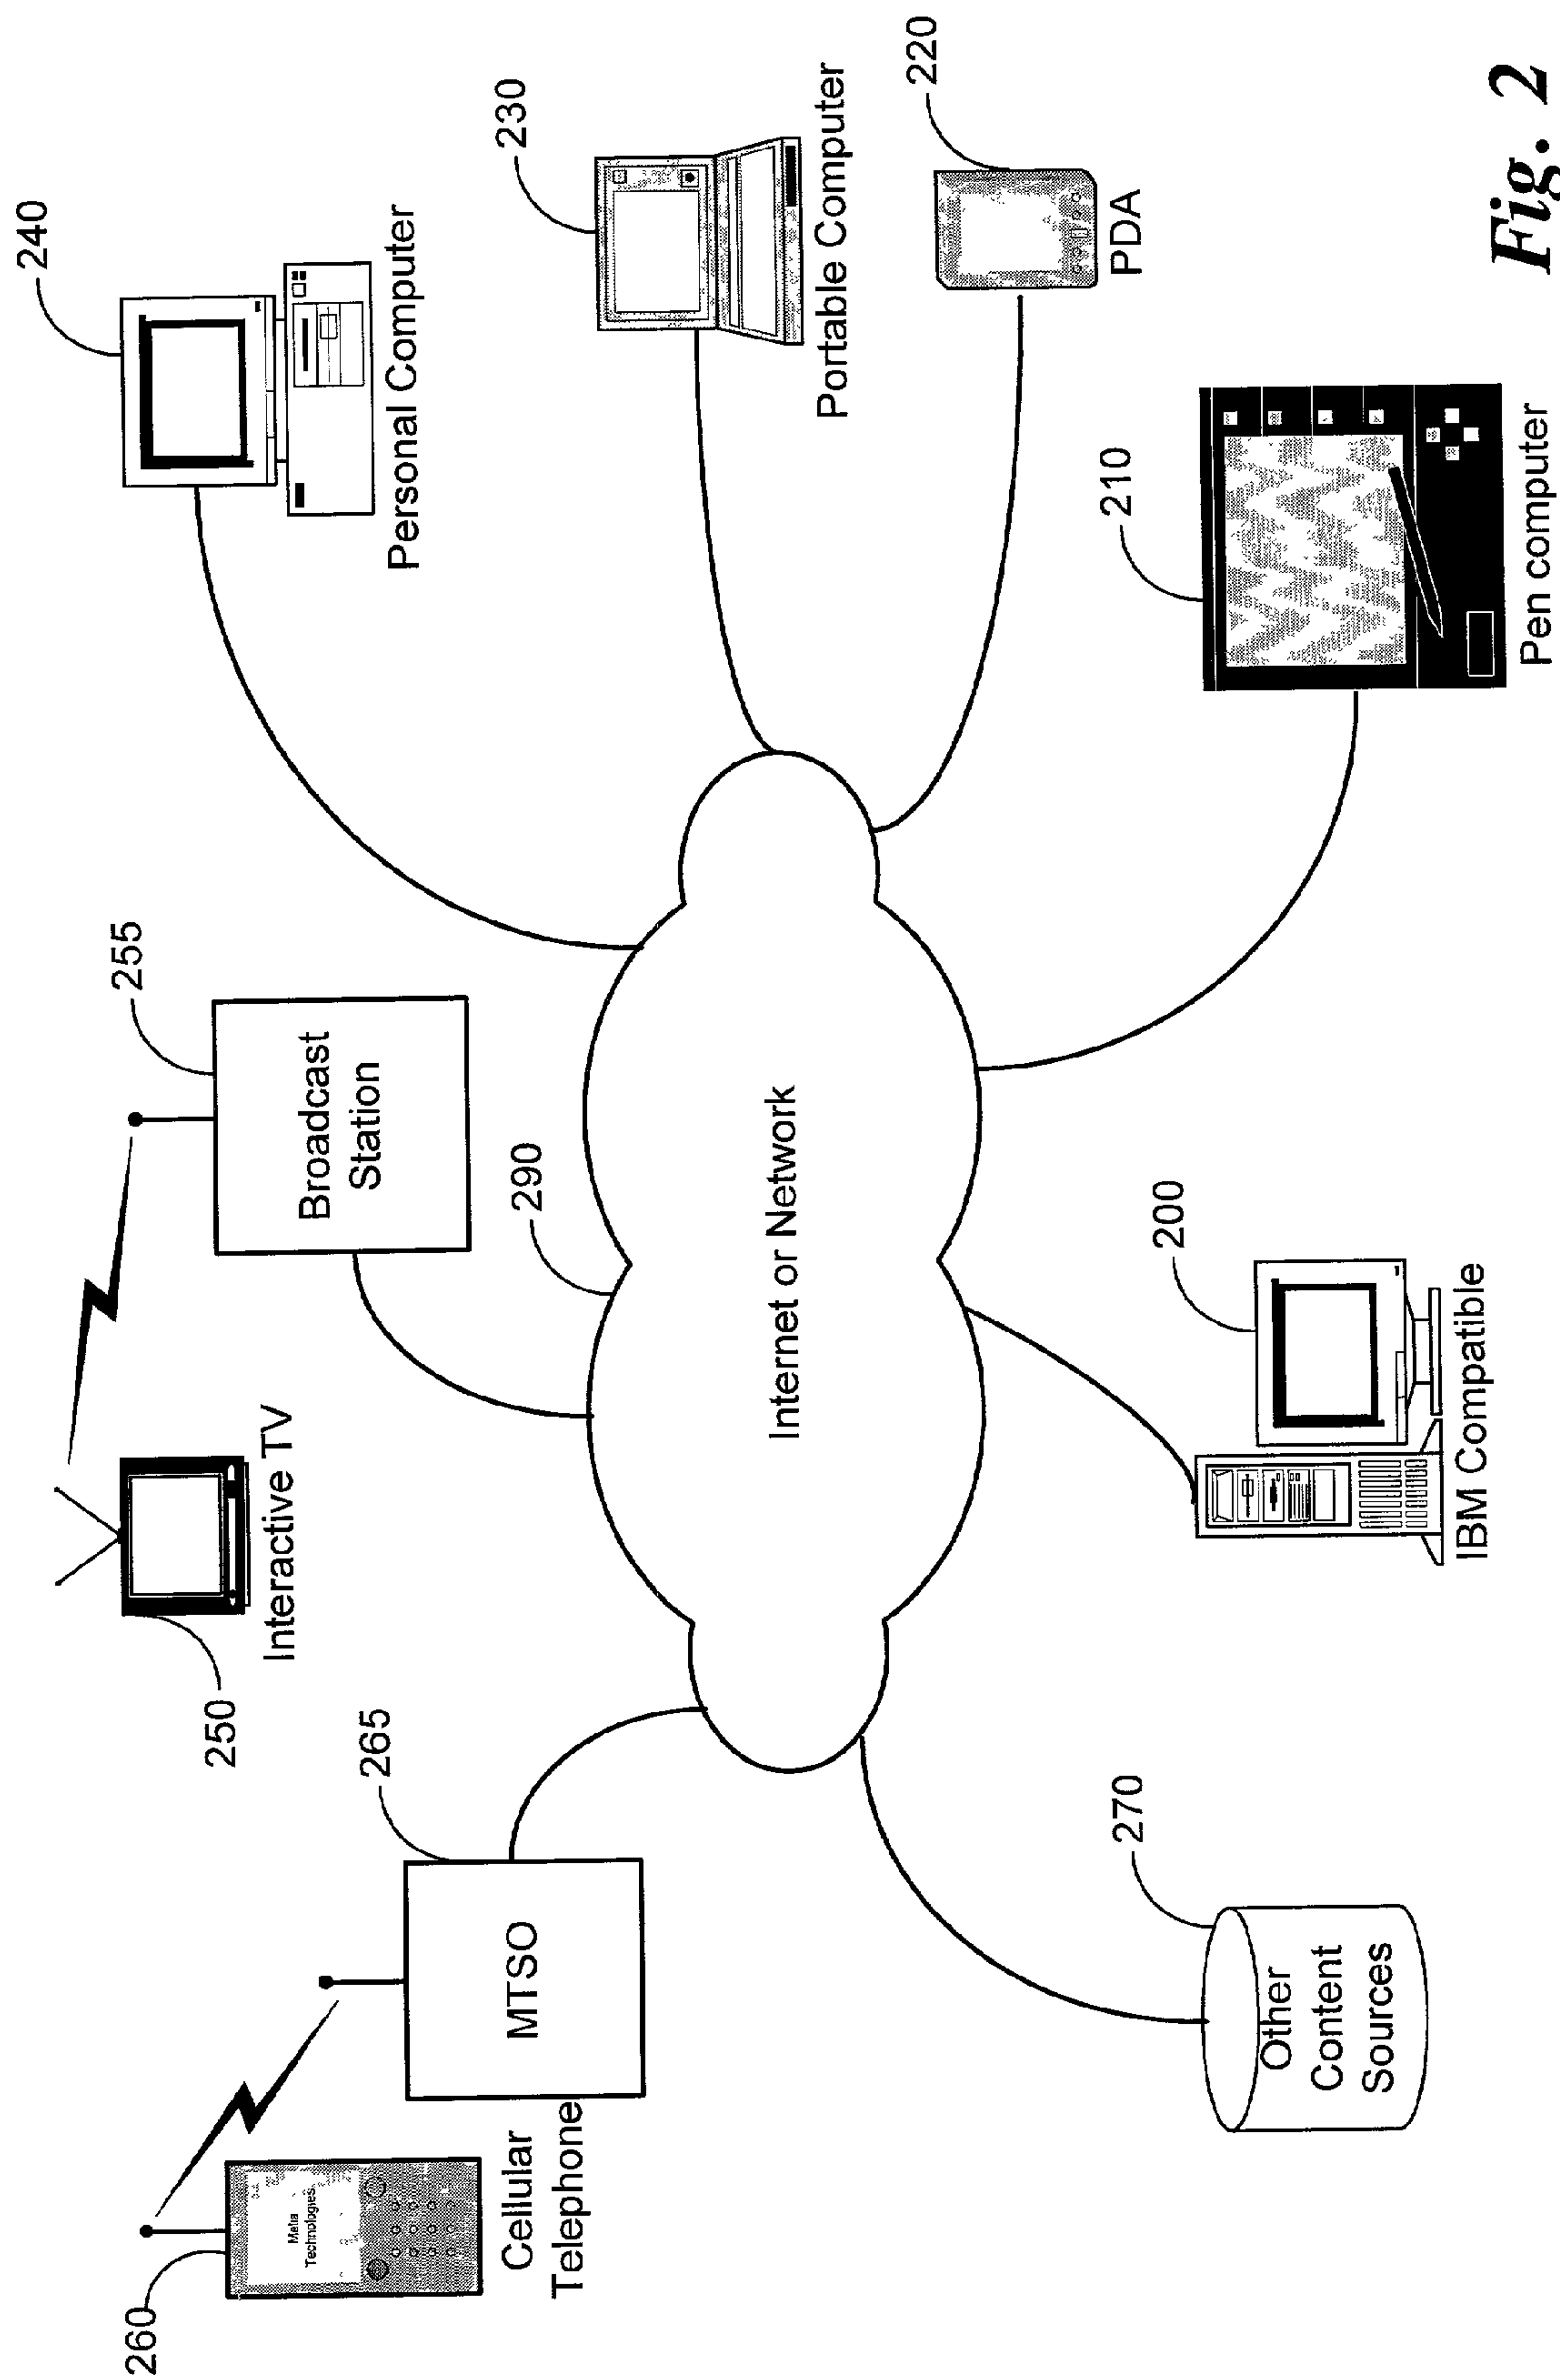 240
255
260
250
Interactive TV
Broadcast
Station
265
Personal Computer
Technologies
230
290
Cellular
Telephone
MTSO
Internet or Network
Portable Computer
220
PDA
270
210
200
Other
Content
Sources
IBM Compatible
Pen computer
Fig. 2